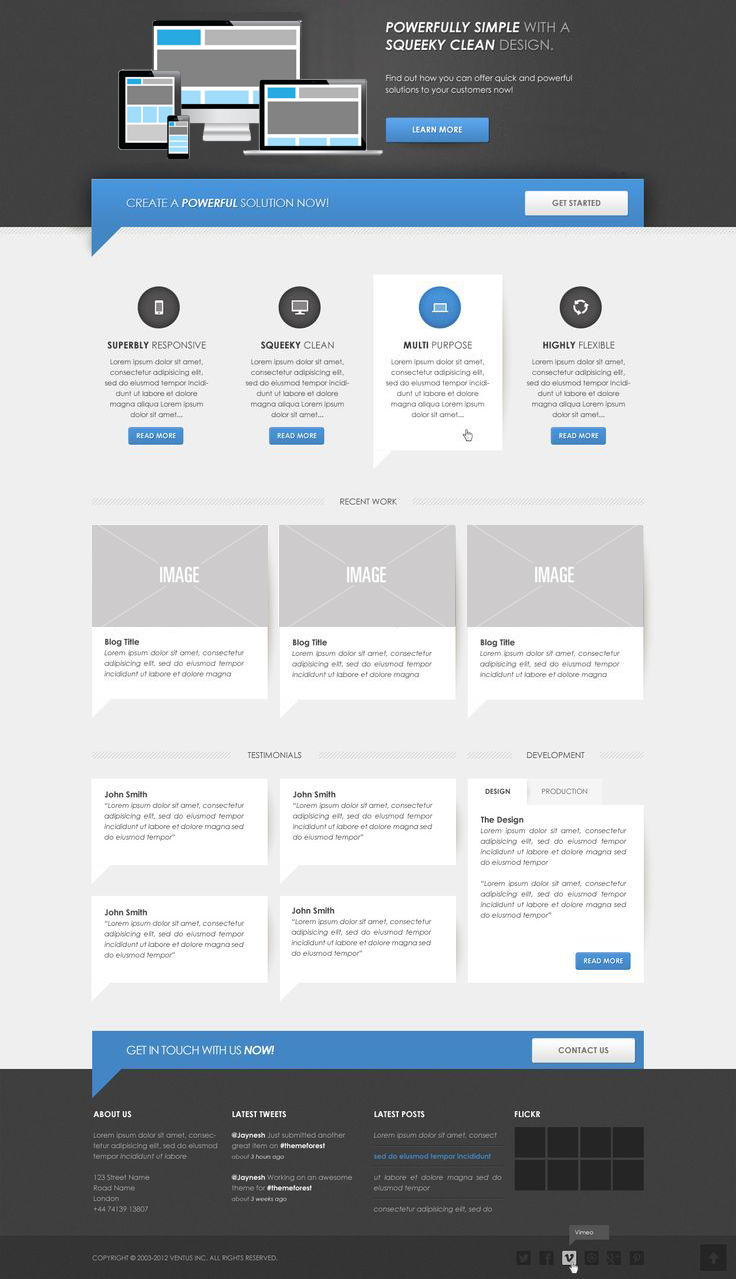 POWERFULLY SIMPLE WITH A
SQUEEKY CLEAN DESIGN.
Find out how you can offer quick and powerful
solutions to your customers now!
LEARN MORE
CREATE A POWERFUL SOLUTION NOW!
GET STARTED
SUPERBLY RESPONSIVE
Lorem ipsum dolor sit amet,
consectetur adipisicing elit,
sed do eiusmod tempor incidi-
dunt ut labore et dolore
magna aliqua Lorem ipsum
dolor sit amet...
READ MORE
SQUEEKY CLEAN
Lorem ipsum dolor sit amet,
consectetur adipisicing elit,
sed do eiusmod tempor incidi-
dunt ut labore et dolore
magna aliqua Lorem ipsum
dolor sit amet...
READ MORE
MULTI PURPOSE
Lorem ipsum dolor sit amet,
consectetur adipisicing elit,
sed do eiusmod tempor incidi-
dunt ut labore et dolore
magna aliqua Lorem ipsum
dolor sit amet...
HIGHLY FLEXIBLE
Lorem ipsum dolor sit amet,
consectetur adipisicing elit,
sed do eiusmod tempor incidi-
dunt ut labore et dolore
magna aliqua Lorem ipsum
dolor sit amet...
READ MORE
RECENT WORK
IMAGE
Blog Title
Lorem ipsum dolor sit amet, consectetur
adipisicing elit, sed do eiusmod tempor
incididunt ut labore et dolore magna
IMAGE
Blog Title
Lorem ipsum dolor sit amet, consectetur
adipisicing elit, sed do eiusmod tempor
incididunt ut labore et dolore magna
IMAGE
Blog Title
Lorem ipsum dolor sit amet, consectetur
adipisicing elit, sed do eiusmod tempor
incididunt ut labore et dolore magna
TESTIMONIALS
John Smith
“Lorem ipsum dolor sit amet, consectetur
adipisicing elit, sed do eiusmod tempor
incididunt ut labore et dolore magna sed
do eiusmod tempor”
John Smith
“Lorem ipsum dolor sit amet, consectetur
adipisicing elit, sed do eiusmod tempor
incididunt ut labore et dolore magna sed
do eiusmod tempor”
John Smith
“Lorem ipsum dolor sit amet, consectetur
adipisicing elit, sed do eiusmod tempor
incididunt ut labore et dolore magna sed
do eiusmod tempor”
John Smith
“Lorem ipsum dolor sit amet, consectetur
adipisicing elit, sed do eiusmod tempor
incididunt ut labore et dolore magna sed
do eiusmod tempor”
DEVELOPMENT
DESIGN
PRODUCTION
The Design
Lorem ipsum dolor sit amet, consectetur
adipisicing elit, sed do eiusmod tempor
incididunt ut labore et dolore magna sed
do eiusmod tempor
“Lorem ipsum dolor sit amet, consectetur
adipisicing elit, sed do eiusmod tempor
incididunt ut labore et dolore magna sed
do eiusmod tempor”
READ MORE
GET IN TOUCH WITH US NOW!
CONTACT US
ABOUT US
Lorem ipsum dolor sit amet, consec-
tetur adipisicing elit, sed do eiusmod
tempor incididunt ut labore
123 Street Name
Road Name
London
+44 74139 13807
LATEST TWEETS
@Jaynesh Just submitted another
great item on #themeforest
about 3 hours ago
@Jaynesh Working on an awesome
theme for #themeforest
about 3 weeks ago
LATEST POSTS
Lorem ipsum dolor sit amet, consect
sed do eiusmod tempor incididunt
ut labore et dolore magna sed do
eiusmod tempor
consectetur adipisicing elit, sed do
FLICKR
Vimeo
COPYRIGHT © 2003-2012 VENTUS INC. ALL RIGHTS RESERVED.